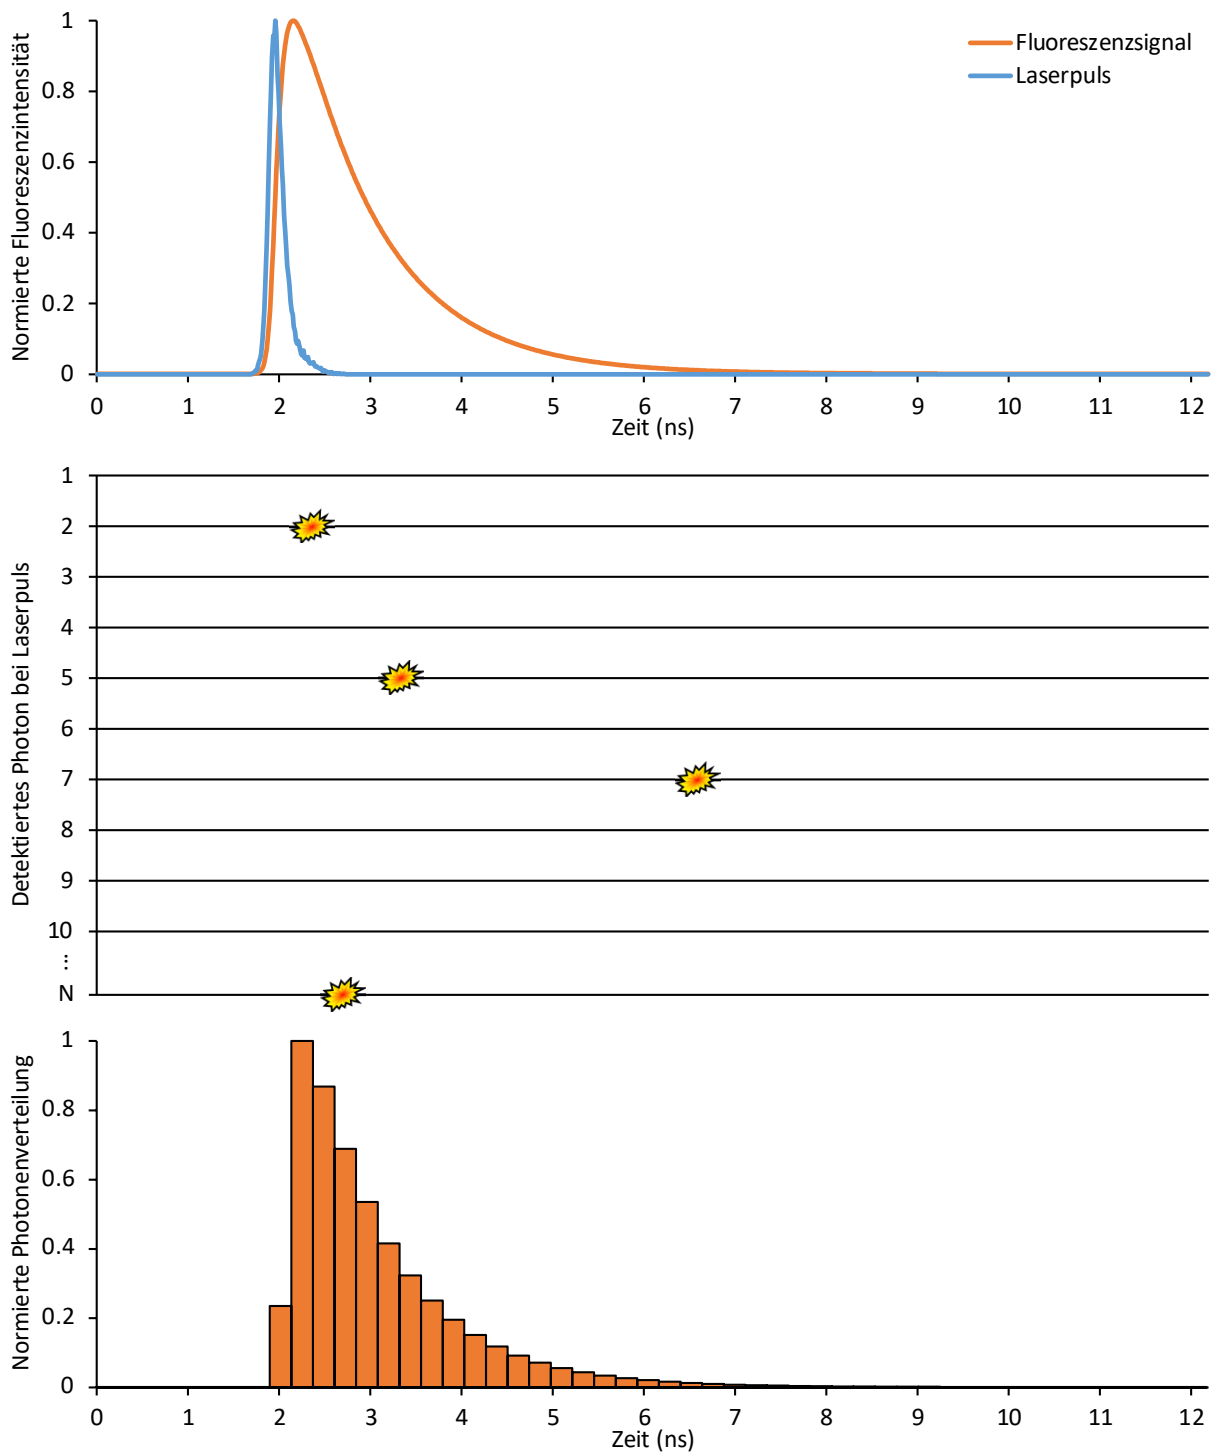 Normierte Fluoreszenzintensität
1
0.8
0.6
0.4
0.2
0
Fluoreszenzsignal
Laserpuls
0 1 2 3 4 5 6 7 8 9 10 11 12
Zeit (ns)
Detektiertes Photon bei Laserpuls
1
2
3
4
5
6
7
8
9
10
...
N
Normierte Photonenverteilung
1
0.8
0.6
0.4
0.2
0
0 1 2 3 4 5 6 7 8 9 10 11 12
Zeit (ns)